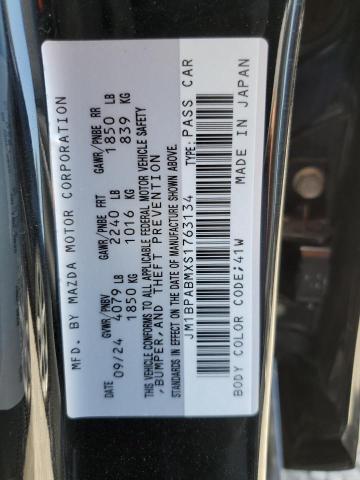 MFD. BY MAZDA MOTOR CORPORATION
DATE GVWR/PNBV GAWR/PNBE FRT GAWR/PNBE RR
09/24 4079 LB 2240 LB 1850 LB
1850 KG 1016 KG 839 KG
THIS VEHICLE CONFORMS TO ALL APPLICABLE FEDERAL MOTOR VEHICLE SAFETY
,BUMPER,AND THEFT PREVENTION
STANDARDS IN EFFECT ON THE DATE OF MANUFACTURE SHOWN ABOVE.
JM1BFABMXS1763134 TYPE:PASS CAR
BODY COLOR CODE;41W MADE IN JAPAN